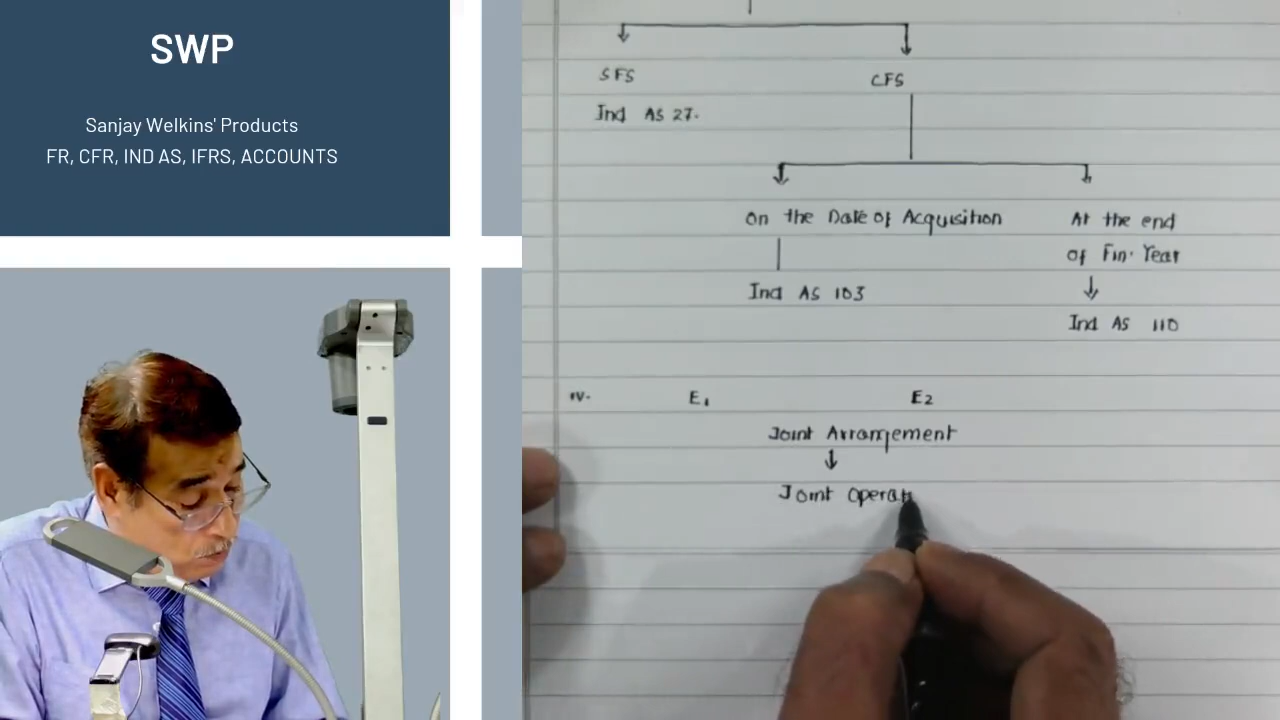 SWP
Sanjay Welkins' Products
FR, CFR, IND AS, IFRS, ACCOUNTS
SFS
CFS
Ind AS 27.
On the Date of Acquisition
At the end
of Fin. Year
Ind AS 103
Ind AS 110
IV.
E1
E2
Joint Arrangement
Joint Operati